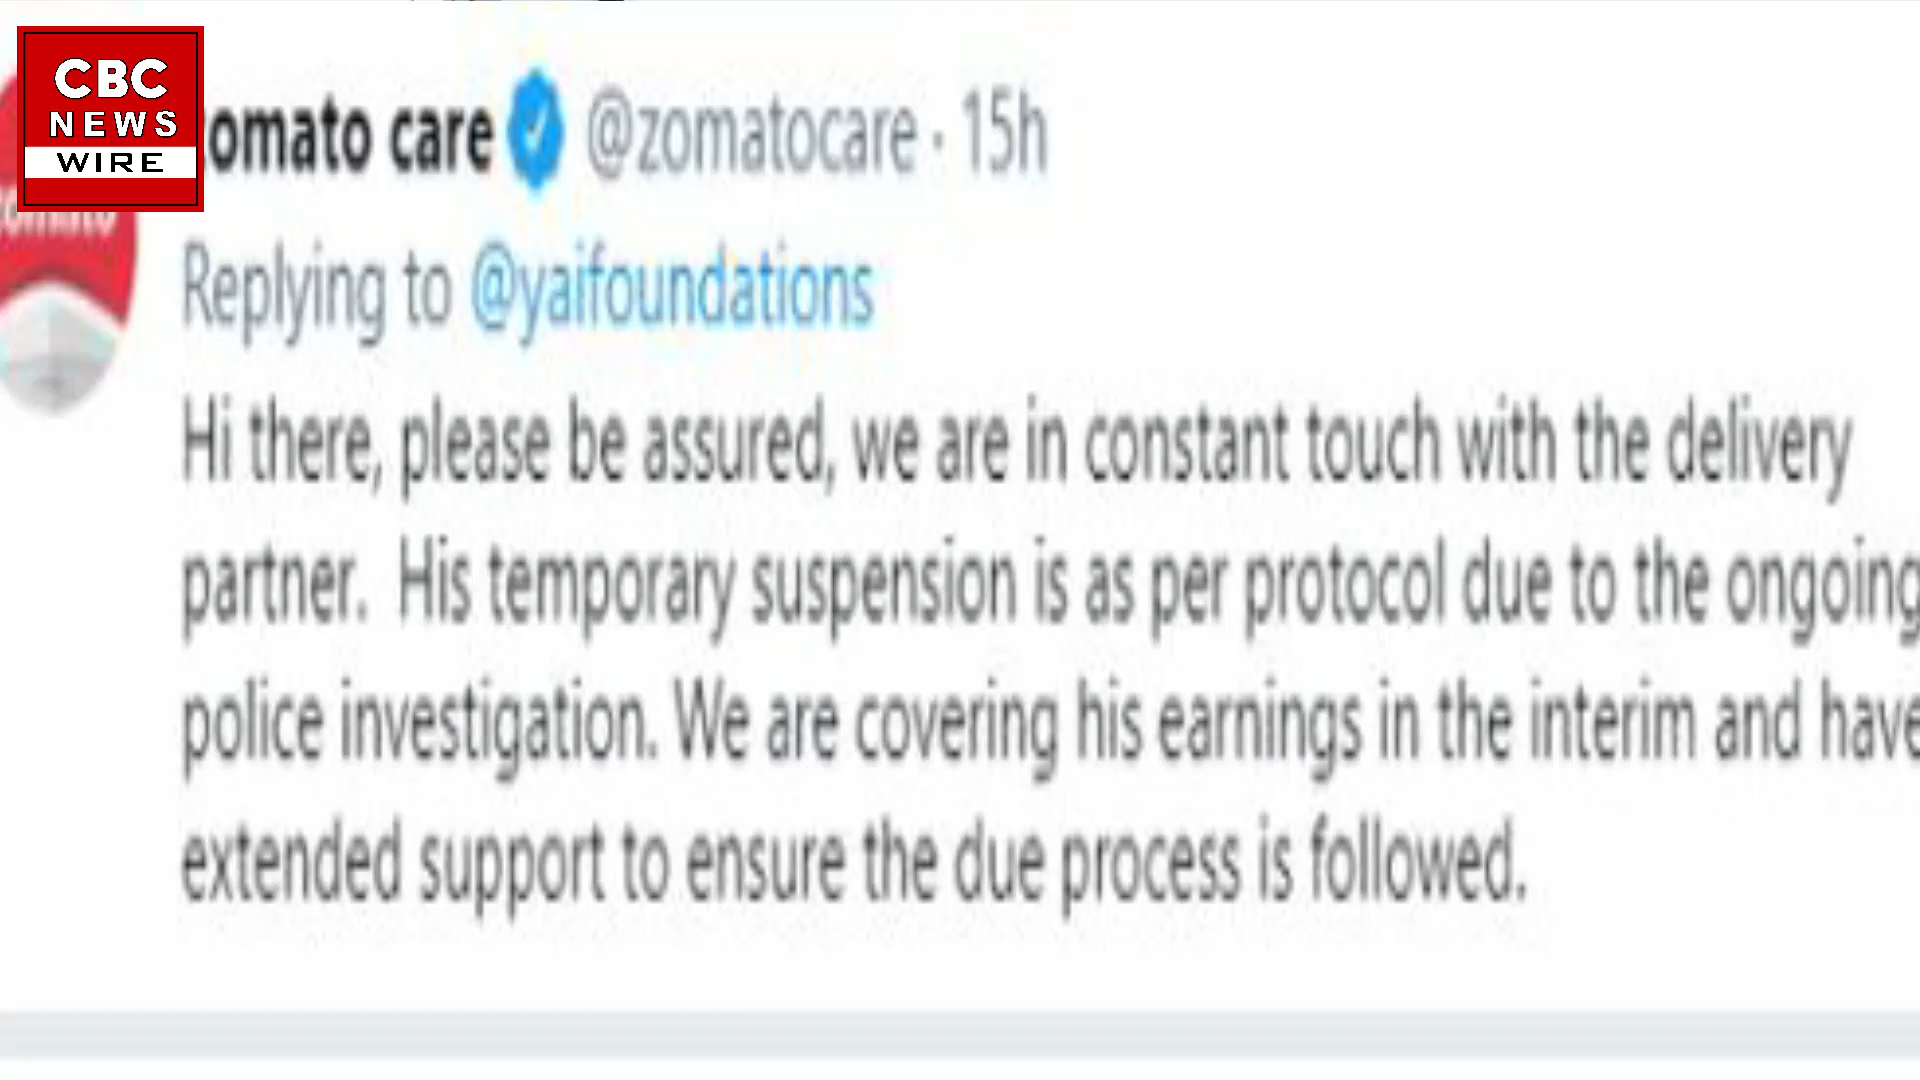 CBC
NEWS
WIRE
zomato care @zomatocare · 15h
Replying to @yaifoundations
Hi there, please be assured, we are in constant touch with the delivery
partner. His temporary suspension is as per protocol due to the ongoing
police investigation. We are covering his earnings in the interim and have
extended support to ensure the due process is followed.